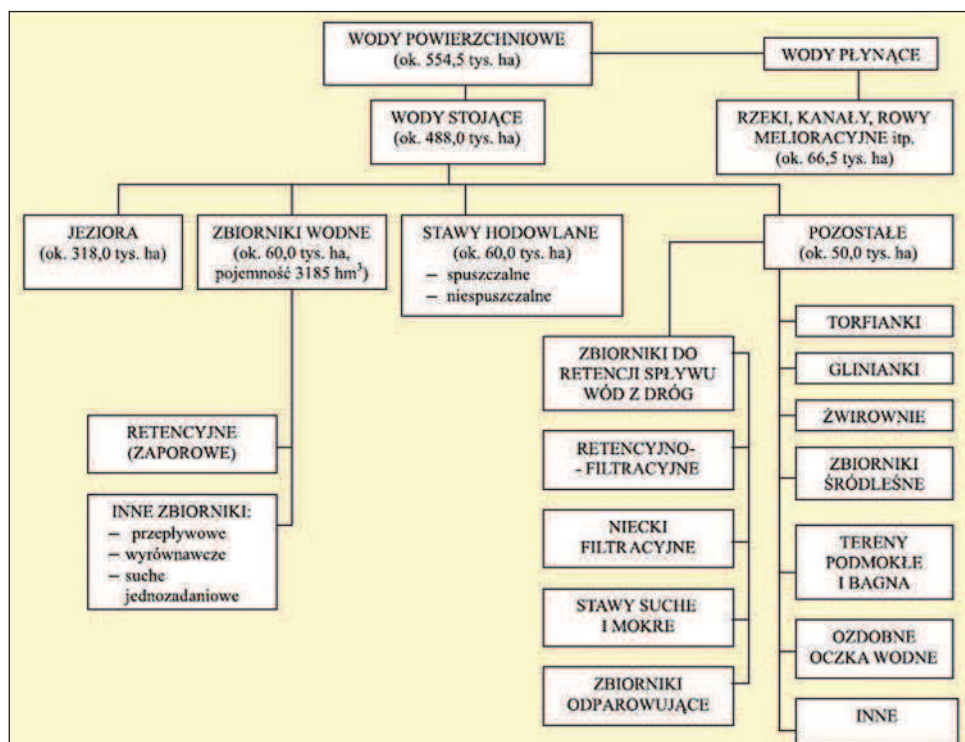 WODY POWIERZCHNIOWE
(ok. 554,5 tys. ha)
WODY PŁYNĄCE
WODY STOJĄCE
(ok. 488,0 tys. ha)
RZEKI, KANAŁY, ROWY
MELIORACYJNE itp.
(ok. 66,5 tys. ha)
JEZIORA
(ok. 318,0 tys. ha)
ZBIORNIKI WODNE
(ok. 60,0 tys. ha,
pojemność 3185 hm³)
STAWY HODOWLANE
(ok. 60,0 tys. ha)
– spuszczalne
– niespuszczalne
POZOSTAŁE
(ok. 50,0 tys. ha)
RETENCYJNE
(ZAPOROWE)
INNE ZBIORNIKI:
– przepływowe
– wyrównawcze
– suche
jednozadaniowe
ZBIORNIKI DO
RETENCJI SPŁYWU
WÓD Z DRÓG
RETENCYJNO-
- FILTRACYJNE
NIECKI
FILTRACYJNE
STAWY SUCHE
I MOKRE
ZBIORNIKI
ODPAROWUJĄCE
TORFIANKI
GLINIANKI
ŻWIROWNIE
ZBIORNIKI
ŚRÓDLEŚNE
TERENY
PODMOKŁE
I BAGNA
OZDOBNE
OCZKA WODNE
INNE